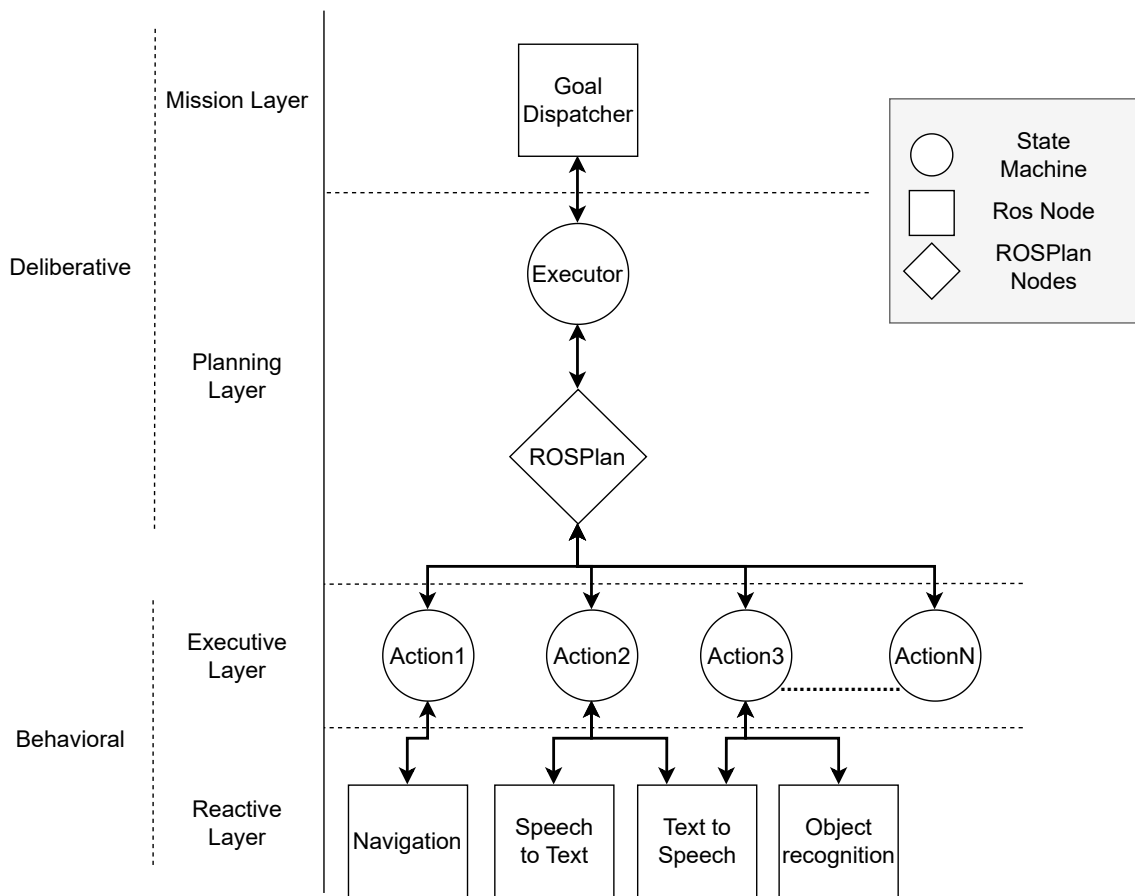 Mission Layer
Goal
Dispatcher
State
Machine
Ros Node
ROSPlan
Nodes
Deliberative
Executor
Planning
Layer
ROSPlan
Executive
Layer
Action1
Action2
Action3
ActionN
Behavioral
Reactive
Layer
Navigation
Speech
to Text
Text to
Speech
Object
recognition